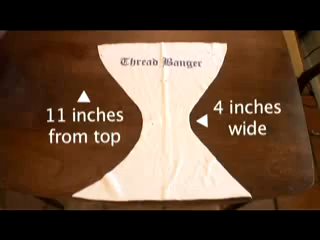 Thread Banger
11 inches
from top
4 inches
wide